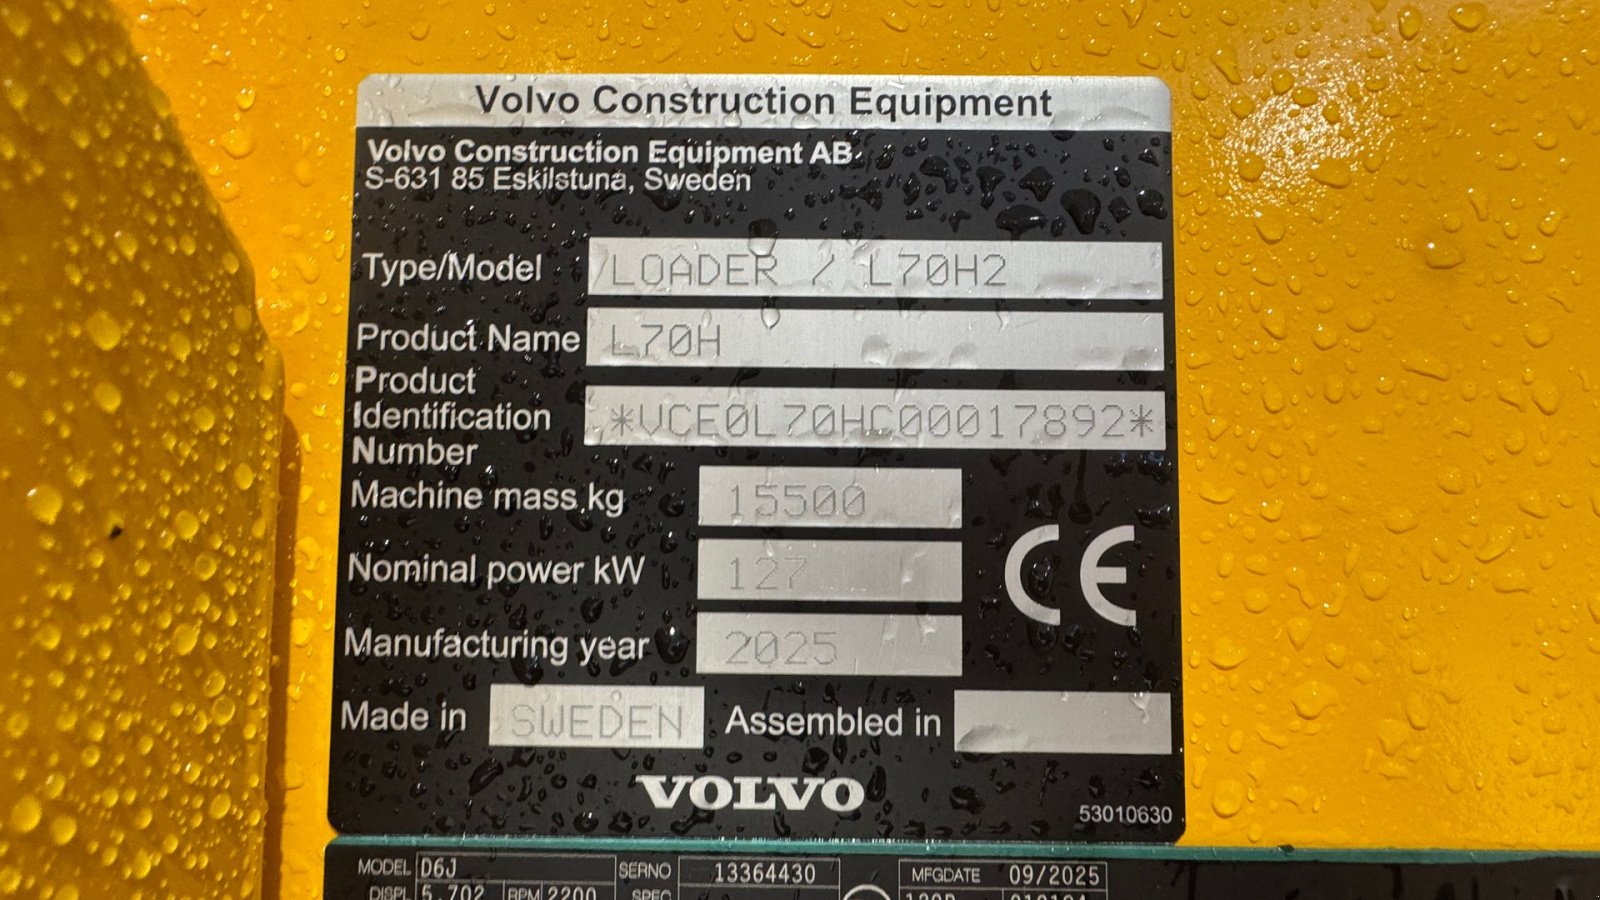 Volvo Construction Equipment
Volvo Construction Equipment AB
S-631 85 Eskilstuna, Sweden
Type/Model LOADER / L70H2
Product Name L70H
Product
Identification *VCE0L70HC00017892*
Number
Machine mass,kg 15500
Nominal power kW 127
Manufacturing year 2025
Made in SWEDEN Assembled in
CE
VOLVO
53010630
MODEL D6J SERNO 13364430 MFGDATE 09/2025
DISPL 5.702 RPM 2200 SPEC